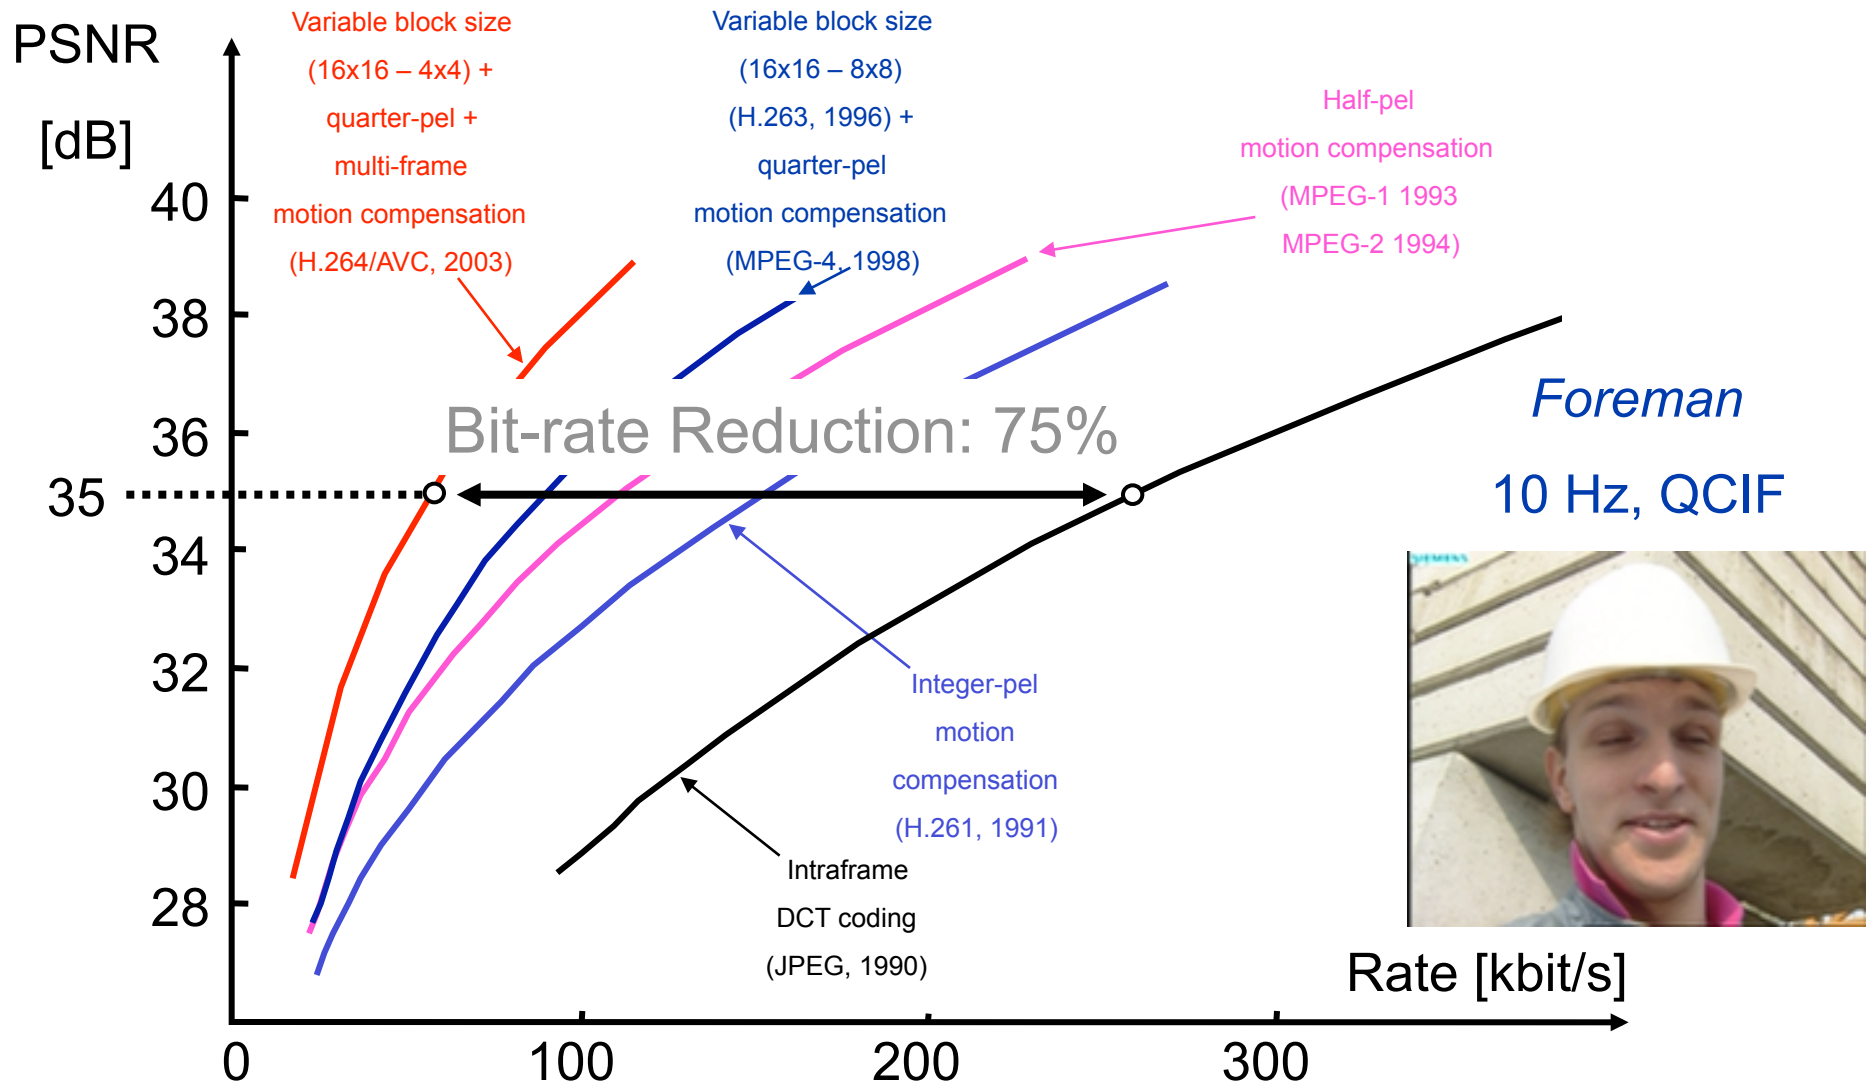 PSNR
[dB]
Variable block size
(16x16 – 4x4) +
quarter-pel +
multi-frame
motion compensation
(H.264/AVC, 2003)
Variable block size
(16x16 – 8x8)
(H.263, 1996) +
quarter-pel
motion compensation
(MPEG-4, 1998)
Half-pel
motion compensation
(MPEG-1 1993
MPEG-2 1994)
40
38
36
35
34
32
30
28
Bit-rate Reduction: 75%
Foreman
10 Hz, QCIF
SIEMENS
Integer-pel
motion
compensation
(H.261, 1991)
Intraframe
DCT coding
(JPEG, 1990)
Rate [kbit/s]
0
100
200
300